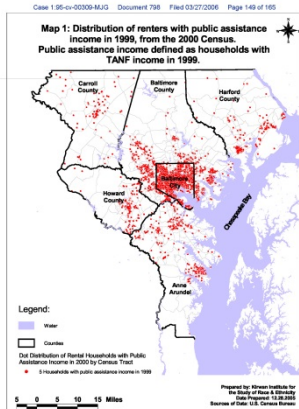 Case 1:95-cv-00309-MJG Document 798 Filed 03/27/2006 Page 149 of 165
Map 1: Distribution of renters with public assistance
income in 1999, from the 2000 Census.
Public assistance income defined as households with
TANF income in 1999.
Carroll
County
Baltimore
County
Harford
County
Baltimore
City
Howard
County
Chesapeake Bay
Anne
Arundel
Legend:
Water
Counties
Dot Distribution of Rental Households with Public
Assistance Income in 2000 by Census Tract
5 Households with public assistance income in 1999
5 0 5 10 15 Miles
Prepared by: Kirwan Institute for
the Study of Race & Ethnicity
Date Prepared:
Sources of Data: U.S. Census Bureau